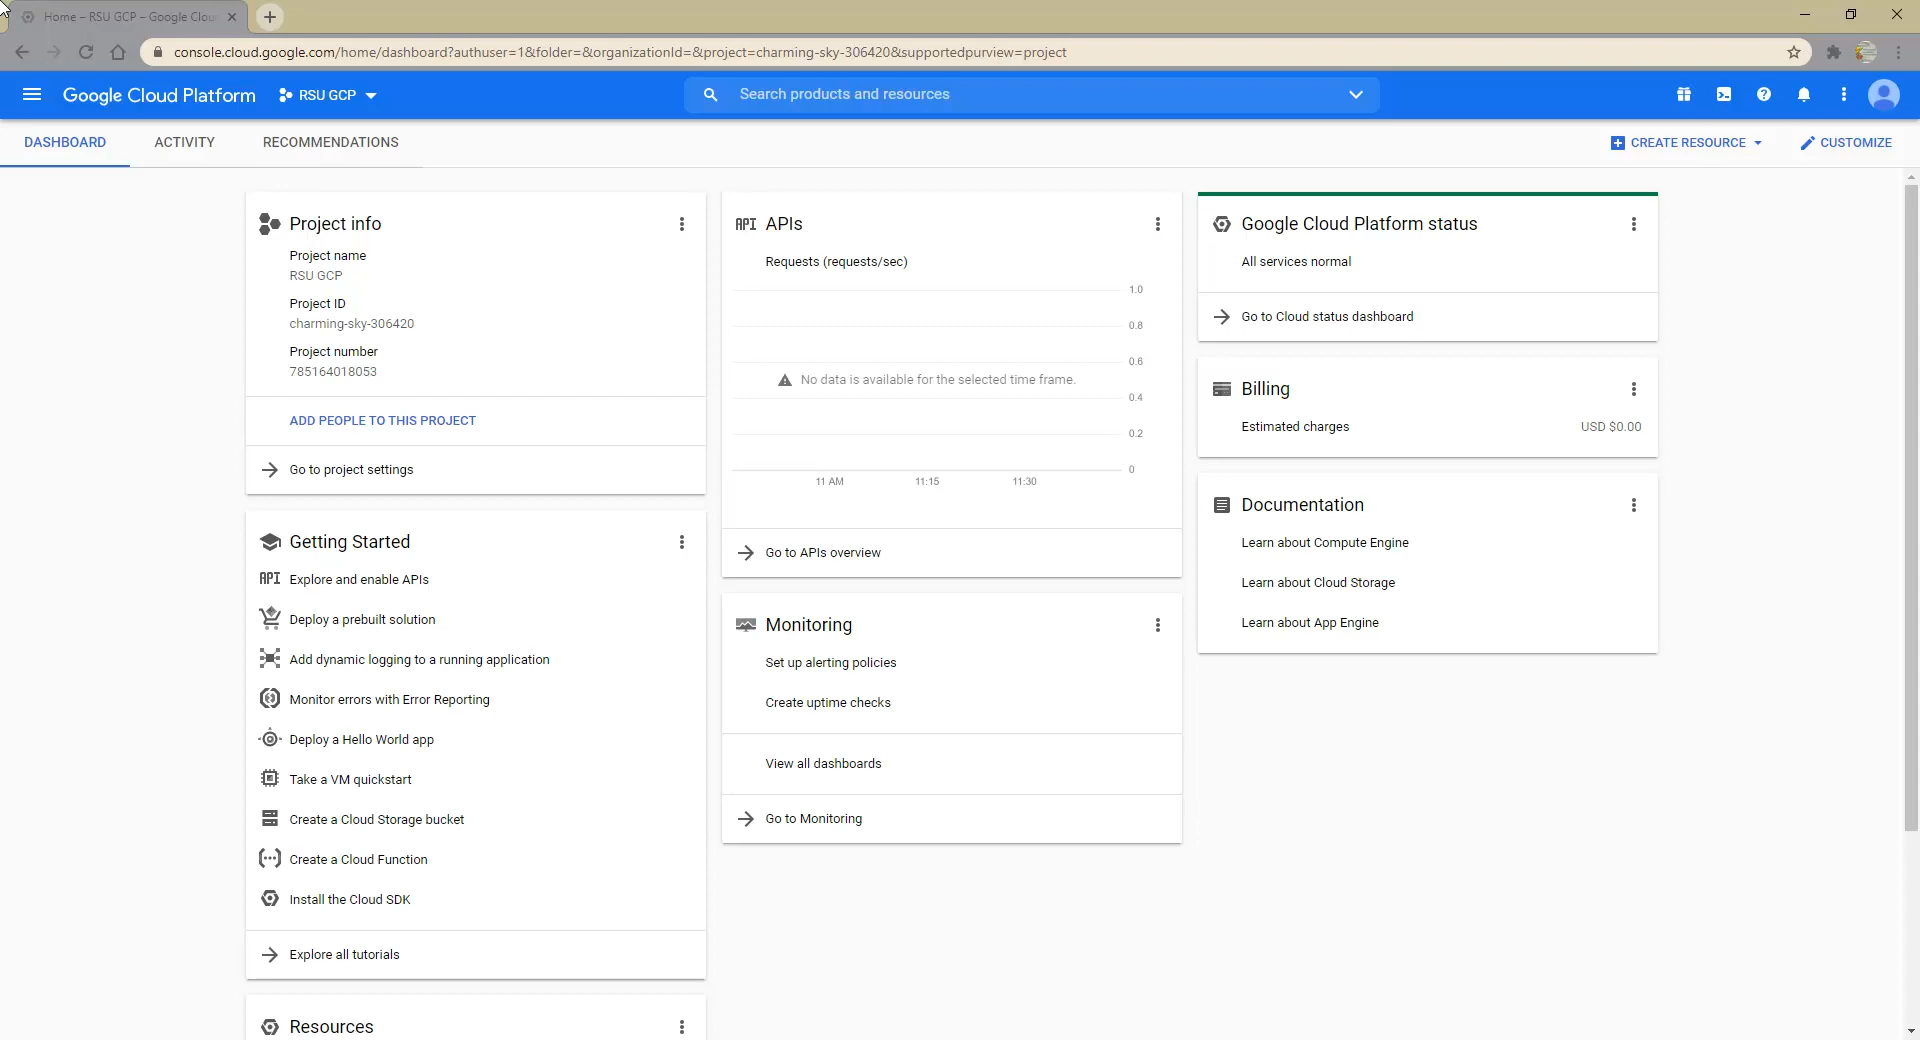 Home – RSU GCP – Google Clou
console.cloud.google.com/home/dashboard?authuser=1&folder=&organizationId=&project=charming-sky-306420&supportedpurview=project
Google Cloud Platform
RSU GCP
Search products and resources
DASHBOARD
ACTIVITY
RECOMMENDATIONS
CREATE RESOURCE
CUSTOMIZE
Project info
Project name
RSU GCP
Project ID
charming-sky-306420
Project number
785164018053
ADD PEOPLE TO THIS PROJECT
Go to project settings
Getting Started
API Explore and enable APIs
Deploy a prebuilt solution
Add dynamic logging to a running application
Monitor errors with Error Reporting
Deploy a Hello World app
Take a VM quickstart
Create a Cloud Storage bucket
Create a Cloud Function
Install the Cloud SDK
Explore all tutorials
Resources
API APIs
Requests (requests/sec)
1.0
0.8
0.6
No data is available for the selected time frame.
0.4
0.2
0
11 AM 11:15 11:30
Go to APIs overview
Monitoring
Set up alerting policies
Create uptime checks
View all dashboards
Go to Monitoring
Google Cloud Platform status
All services normal
Go to Cloud status dashboard
Billing
Estimated charges USD $0.00
Documentation
Learn about Compute Engine
Learn about Cloud Storage
Learn about App Engine